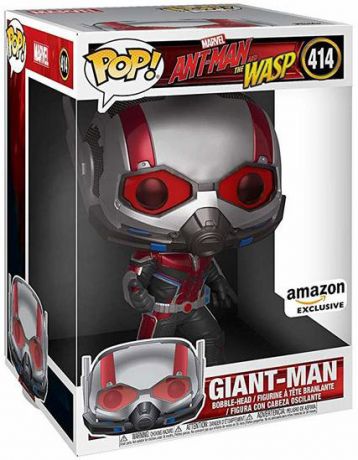 POP!
MARVEL
ANT-MAN
AND
THE WASP
414
MARVEL
POP!
414
amazon
EXCLUSIVE
GIANT-MAN
BOBBLE-HEAD / FIGURINE À TÊTE BRANLANTE
/ FIGURA CON CABEZA OSCILANTE